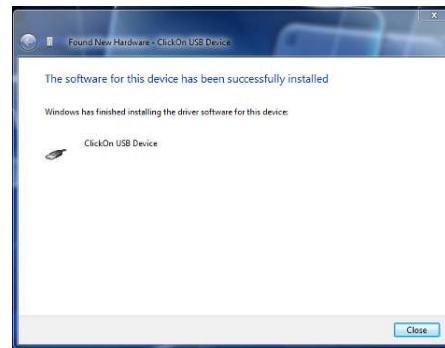 Found New Hardware - ClickOn USB Device
The software for this device has been successfully installed
Windows has finished installing the driver software for this device:
ClickOn USB Device
Close